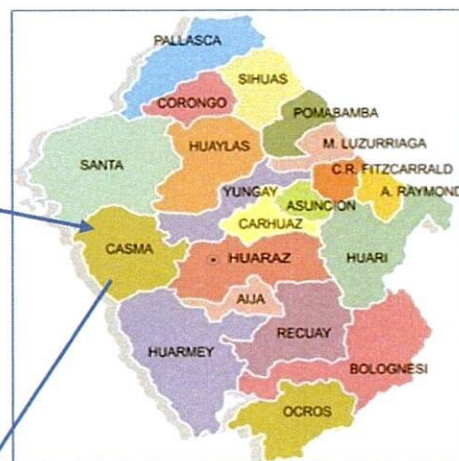 PALLASCA
SIHUAS
CORONGO
POMABAMBA
M. LUZURRIAGA
SANTA
HUAYLAS
C.R. FITZCARRALD
YUNGAY
A. RAYMOND
ASUNCION
CARHUAZ
CASMA
HUARAZ
HUARI
AIJA
HUARMEY
RECUAY
BOLOGNESI
OCROS